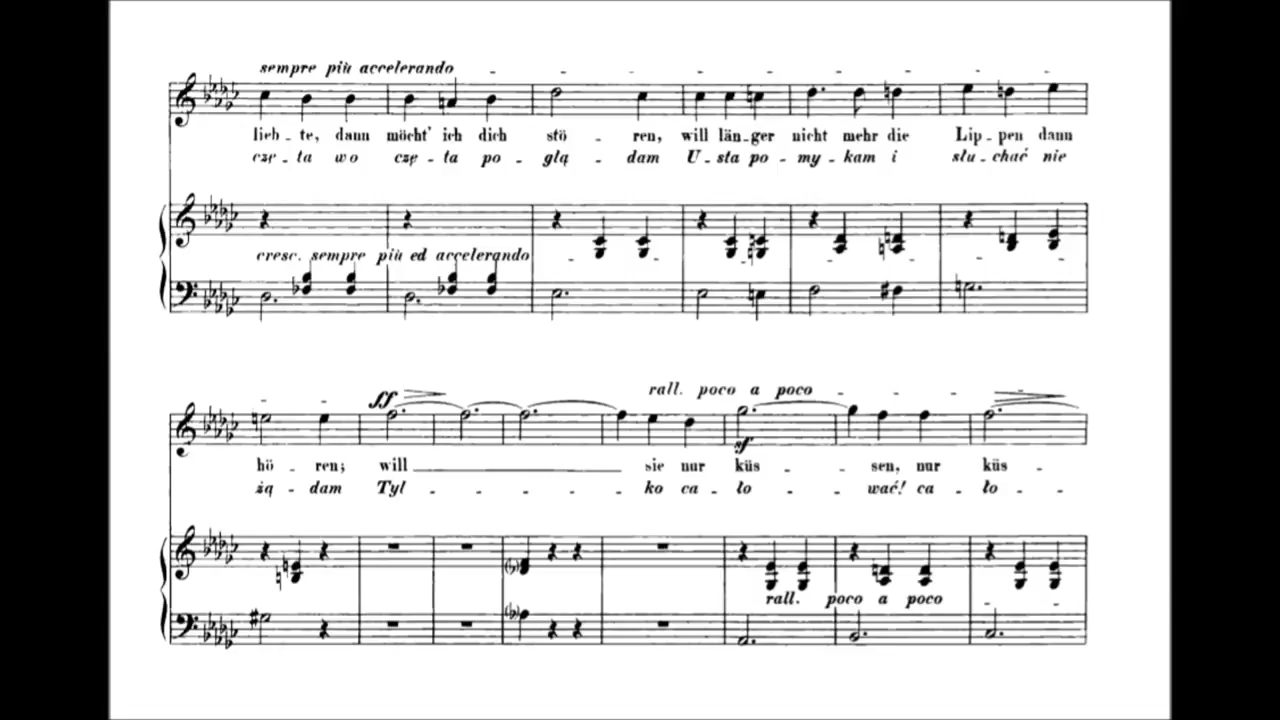 sempre più accelerando
lieb - te, dann möcht' ich dich stö - ren, will län - ger nicht mehr die Lip - pen dann
czę - ta wo czę - ta po - glą - dam U - sta po - my - kam i słu - chać nie
cresc. sempre più ed accelerando
rall. poco a poco
ff
sf
hö - ren; will sie nur küs - sen, nur küs -
żą - dam Tyl - ko ca - ło - wać! ca - ło -
rall. poco a poco